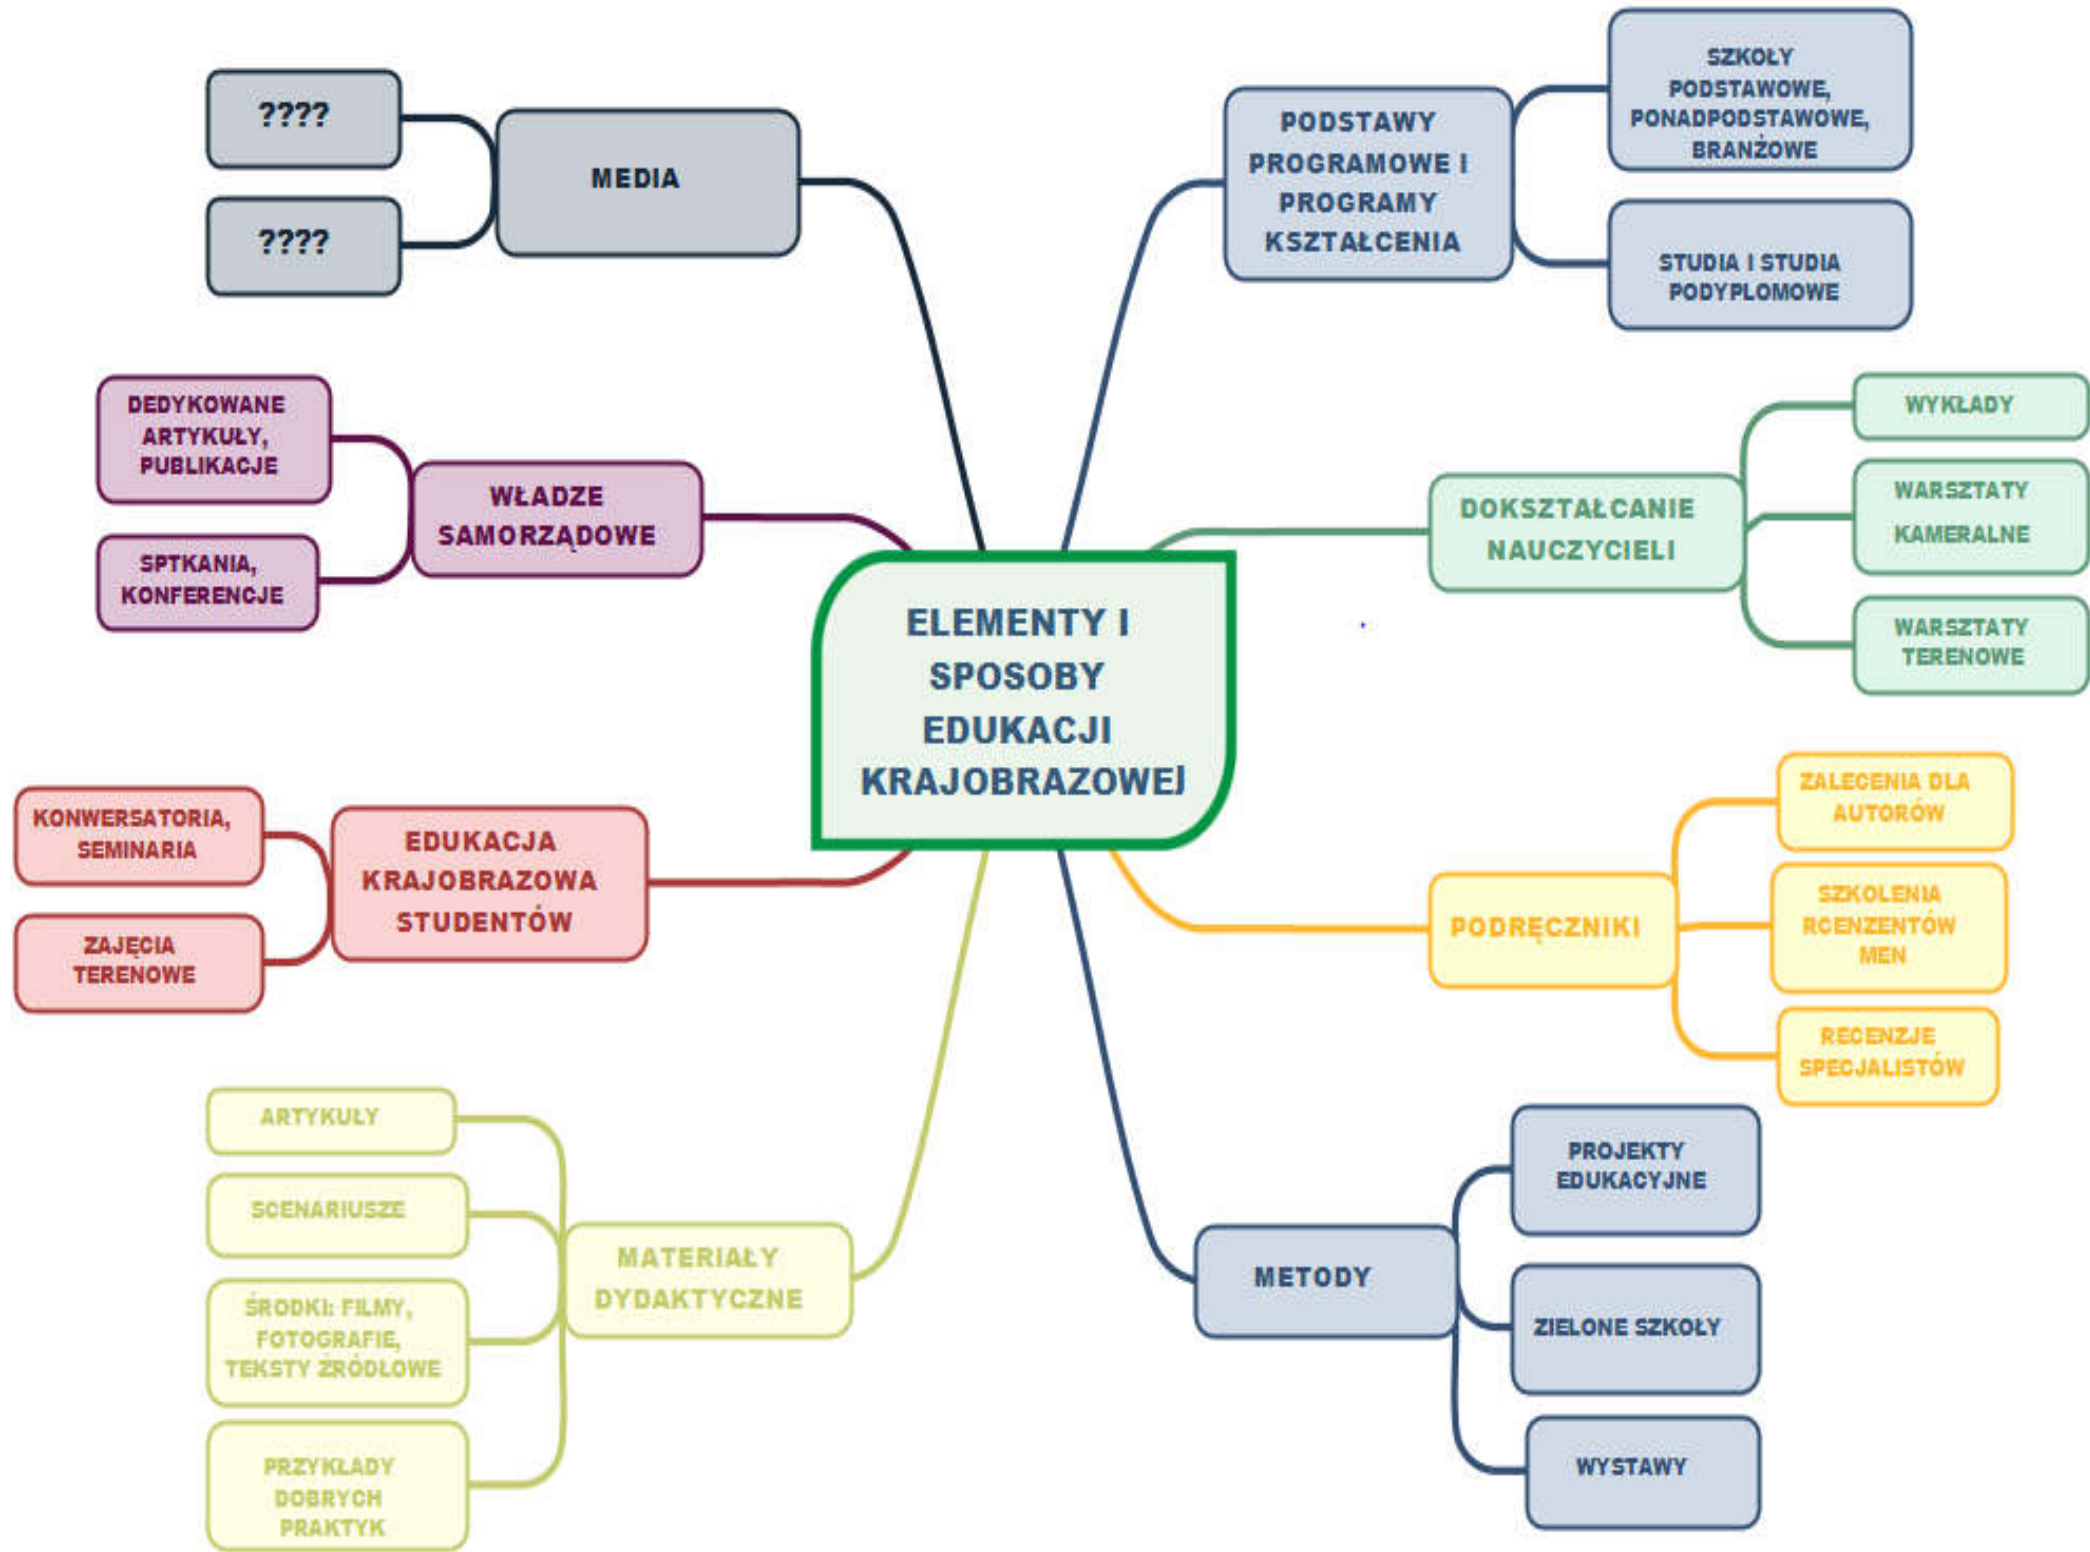 ????
????
MEDIA
PODSTAWY
PROGRAMOWE I
PROGRAMY
KSZTAŁCENIA
SZKOŁY
PODSTAWOWE,
PONADPODSTAWOWE,
BRANŻOWE
STUDIA I STUDIA
PODYPLOMOWE
DEDYKOWANE
ARTYKUŁY,
PUBLIKACJE
SPTKANIA,
KONFERENCJE
WŁADZE
SAMORZĄDOWE
DOKSZTAŁCANIE
NAUCZYCIELI
WYKŁADY
WARSZTATY
KAMERALNE
WARSZTATY
TERENOWE
ELEMENTY I
SPOSOBY
EDUKACJI
KRAJOBRAZOWEJ
KONWERSATORIA,
SEMINARIA
ZAJĘCIA
TERENOWE
EDUKACJA
KRAJOBRAZOWA
STUDENTÓW
PODRĘCZNIKI
ZALECENIA DLA
AUTORÓW
SZKOLENIA
RCENZENTÓW
MEN
RECENZJE
SPECJALISTÓW
ARTYKUŁY
SCENARIUSZE
ŚRODKI: FILMY,
FOTOGRAFIE,
TEKSTY ŹRÓDŁOWE
PRZYKŁADY
DOBRYCH
PRAKTYK
MATERIAŁY
DYDAKTYCZNE
METODY
PROJEKTY
EDUKACYJNE
ZIELONE SZKOŁY
WYSTAWY